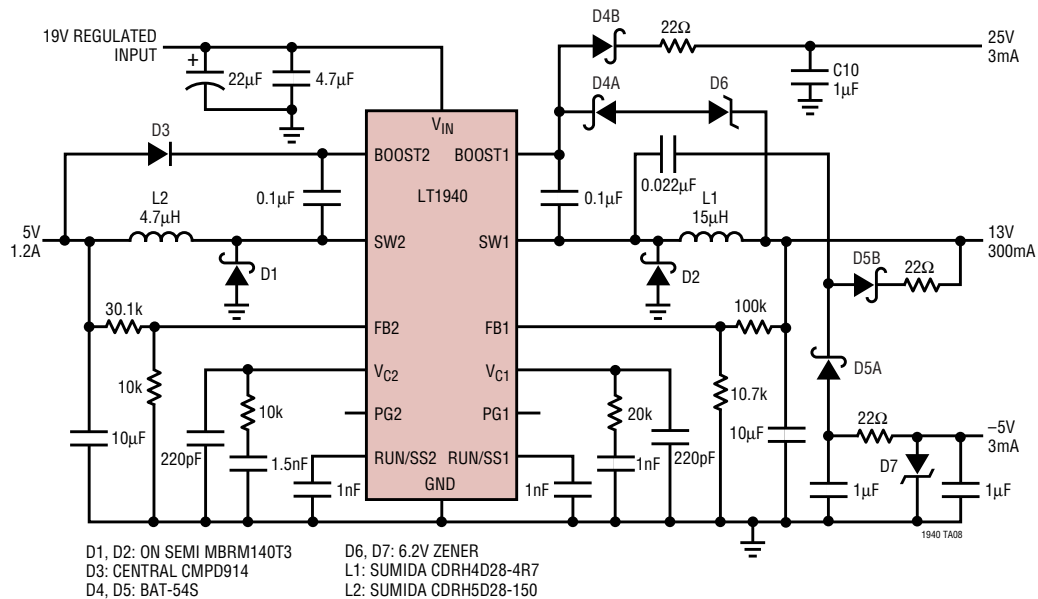 D4B
22Ω
25V
3mA
19V REGULATED
INPUT
+
22µF
4.7µF
C10
1µF
D4A
D6
D3
VIN
BOOST2
BOOST1
LT1940
0.022µF
L2
4.7µH
0.1µF
0.1µF
L1
15µH
5V
1.2A
SW2
SW1
13V
300mA
D1
D2
D5B
22Ω
30.1k
FB2
FB1
100k
10k
D5A
VC2
VC1
10k
PG2
PG1
20k
10.7k
22Ω
–5V
3mA
10µF
220pF
1.5nF
RUN/SS2
RUN/SS1
1nF
220pF
10µF
D7
GND
1nF
1nF
1µF
1µF
1940 TA08
D1, D2: ON SEMI MBRM140T3
D3: CENTRAL CMPD914
D4, D5: BAT-54S
D6, D7: 6.2V ZENER
L1: SUMIDA CDRH4D28-4R7
L2: SUMIDA CDRH5D28-150